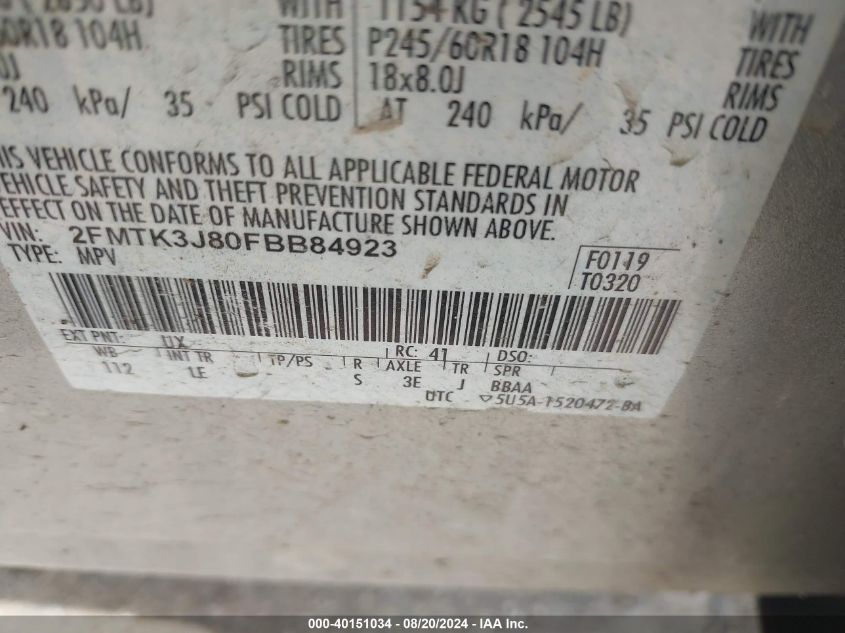 WITH 1154 KG ( 2545 LB) WITH
60R18 104H TIRES P245/60R18 104H TIRES
RIMS 18x8.0J RIMS
240 kPa/ 35 PSI COLD AT 240 kPa/ 35 PSI COLD
VEHICLE CONFORMS TO ALL APPLICABLE FEDERAL MOTOR
VEHICLE SAFETY AND THEFT PREVENTION STANDARDS IN
EFFECT ON THE DATE OF MANUFACTURE SHOWN ABOVE.
VIN: 2FMTK3J80FBB84923
TYPE: MPV
F0119
T0320
EXT PNT: UX RC: 41 DSO:
WB INT TR TP/PS R AXLE TR SPR
112 LE S 3E J BBAA
UTC ▽5U5A-1520472-BA
000-40151034 - 08/20/2024 - IAA Inc.